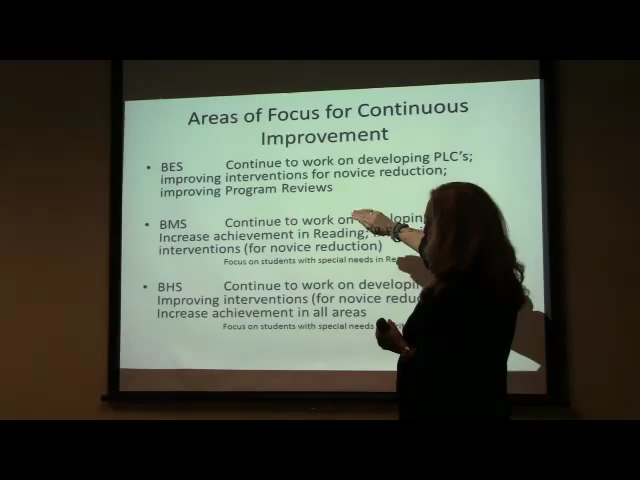 Areas of Focus for Continuous
Improvement
• BES Continue to work on developing PLC's;
improving interventions for novice reduction;
improving Program Reviews
• BMS Continue to work on developing
Increase achievement in Reading;
interventions (for novice reduction)
Focus on students with special needs in
• BHS Continue to work on developing
Improving interventions (for novice
Increase achievement in all areas
Focus on students with special needs